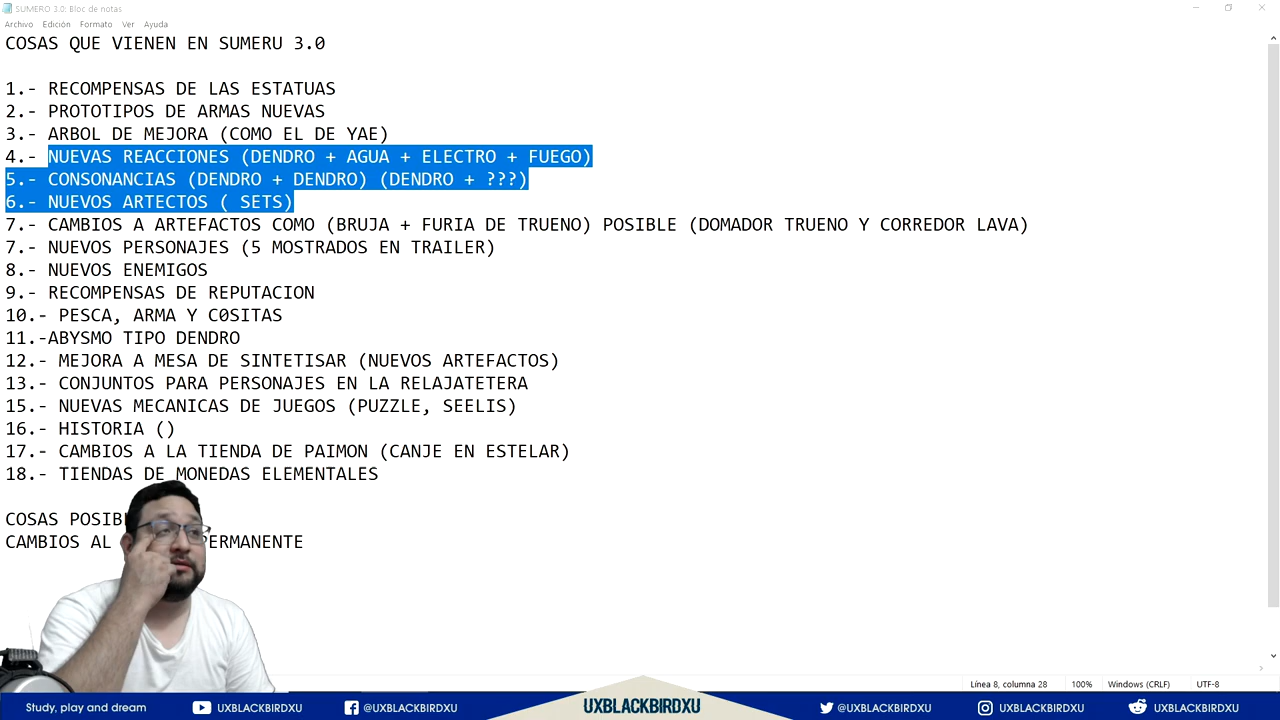 SUMERO 3.0: Bloc de notas
Archivo Edición Formato Ver Ayuda
COSAS QUE VIENEN EN SUMERU 3.0
1.- RECOMPENSAS DE LAS ESTATUAS
2.- PROTOTIPOS DE ARMAS NUEVAS
3.- ARBOL DE MEJORA (COMO EL DE YAE)
4.- NUEVAS REACCIONES (DENDRO + AGUA + ELECTRO + FUEGO)
5.- CONSONANCIAS (DENDRO + DENDRO) (DENDRO + ???)
6.- NUEVOS ARTECTOS ( SETS)
7.- CAMBIOS A ARTEFACTOS COMO (BRUJA + FURIA DE TRUENO) POSIBLE (DOMADOR TRUENO Y CORREDOR LAVA)
7.- NUEVOS PERSONAJES (5 MOSTRADOS EN TRAILER)
8.- NUEVOS ENEMIGOS
9.- RECOMPENSAS DE REPUTACION
10.- PESCA, ARMA Y C0SITAS
11.-ABYSMO TIPO DENDRO
12.- MEJORA A MESA DE SINTETISAR (NUEVOS ARTEFACTOS)
13.- CONJUNTOS PARA PERSONAJES EN LA RELAJATETERA
15.- NUEVAS MECANICAS DE JUEGOS (PUZZLE, SEELIS)
16.- HISTORIA ()
17.- CAMBIOS A LA TIENDA DE PAIMON (CANJE EN ESTELAR)
18.- TIENDAS DE MONEDAS ELEMENTALES
COSAS
CAMBIOS AL PERMANENTE
Línea 8, columna 28 100% Windows (CRLF) UTF-8
Study, play and dream UXBLACKBIRDXU @UXBLACKBIRDXU UXBLACKBIRDXU @UXBLACKBIRDXU UXBLACKBIRDXU UXBLACKBIRDXU